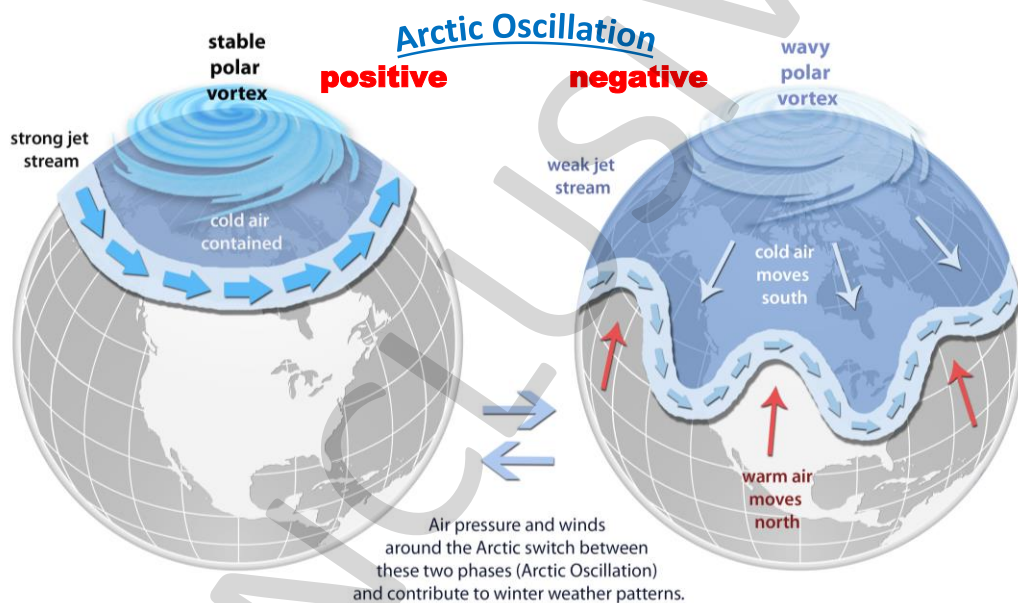 Arctic Oscillation
positive
negative
stable
polar
vortex
strong jet
stream
cold air
contained
wavy
polar
vortex
weak jet
stream
cold air
moves
south
warm air
moves
north
Air pressure and winds
around the Arctic switch between
these two phases (Arctic Oscillation)
and contribute to winter weather patterns.